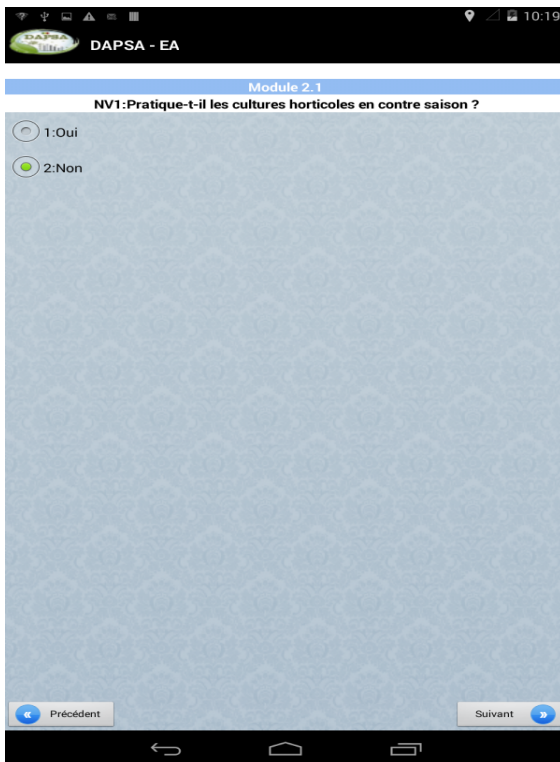 10:19
DAPSA
DAPSA - EA
Module 2.1
NV1:Pratique-t-il les cultures horticoles en contre saison ?
1:Oui
2:Non
Précédent
Suivant